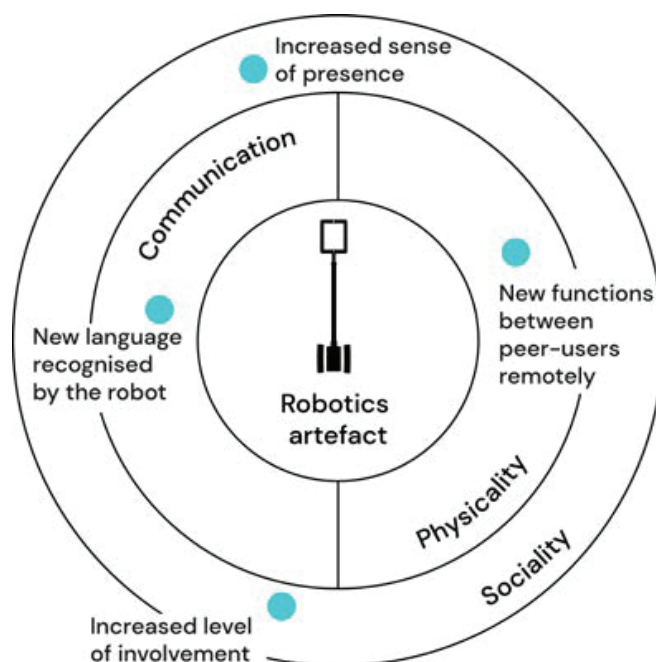 Increased sense
of presence
Communication
New language
recognised
by the robot
New functions
between
peer-users
remotely
Robotics
artefact
Physicality
Sociality
Increased level
of involvement